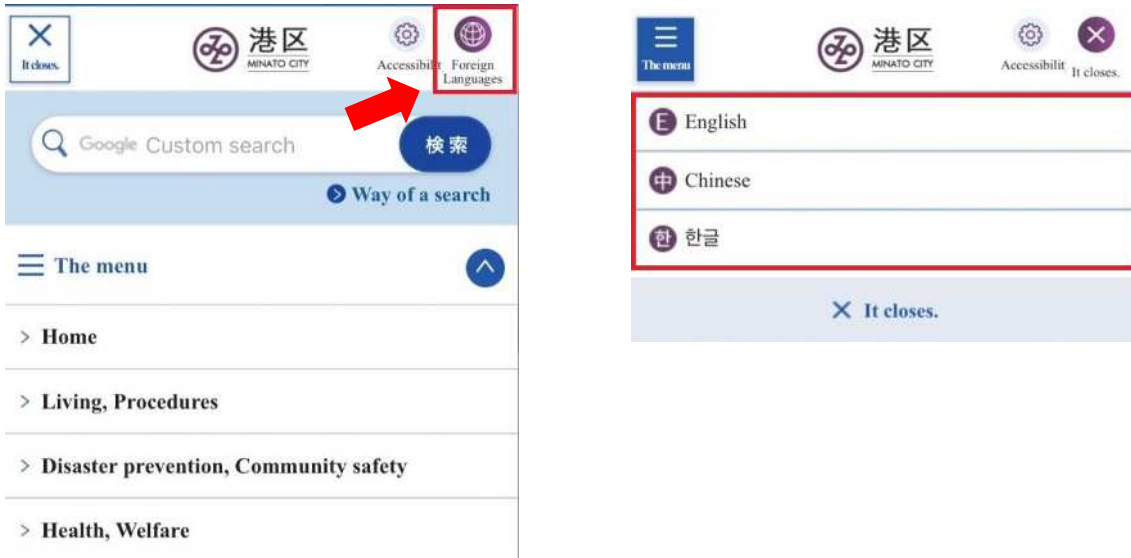 It closes.
港区
MINATO CITY
Accessibilit
Foreign
Languages
Google Custom search
検索
Way of a search
The menu
Home
Living, Procedures
Disaster prevention, Community safety
Health, Welfare
The menu
港区
MINATO CITY
Accessibilit
It closes.
E English
中 Chinese
한 한글
It closes.